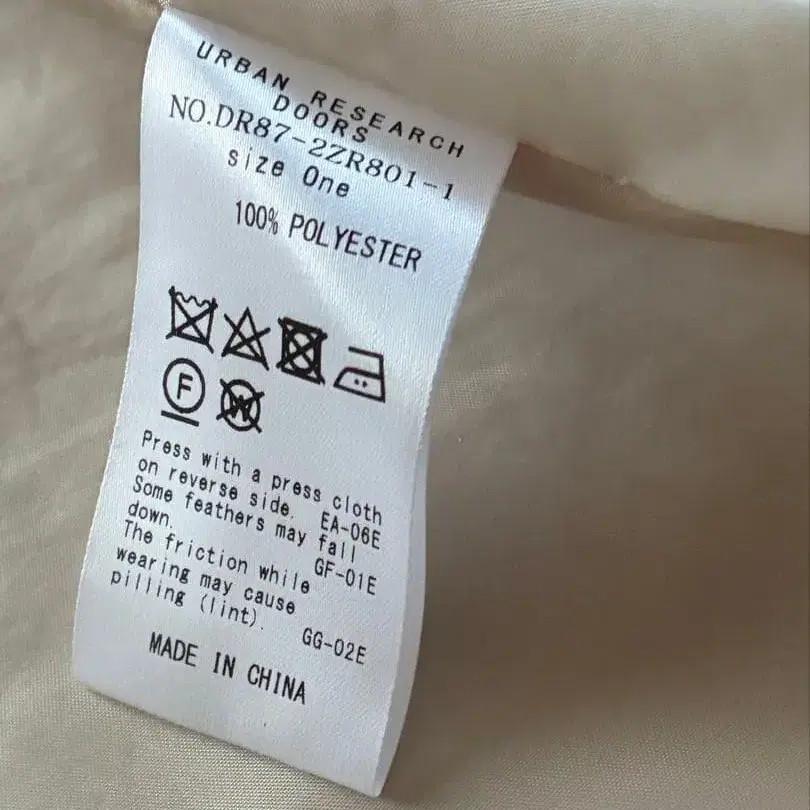 URBAN RESEARCH
DOORS
NO.DR87-2ZR801-1
size One
100% POLYESTER
F W
Press with a press cloth
on reverse side. EA-06E
Some feathers may fall
down. GF-01E
The friction while
wearing may cause
pilling (lint). GG-02E
MADE IN CHINA